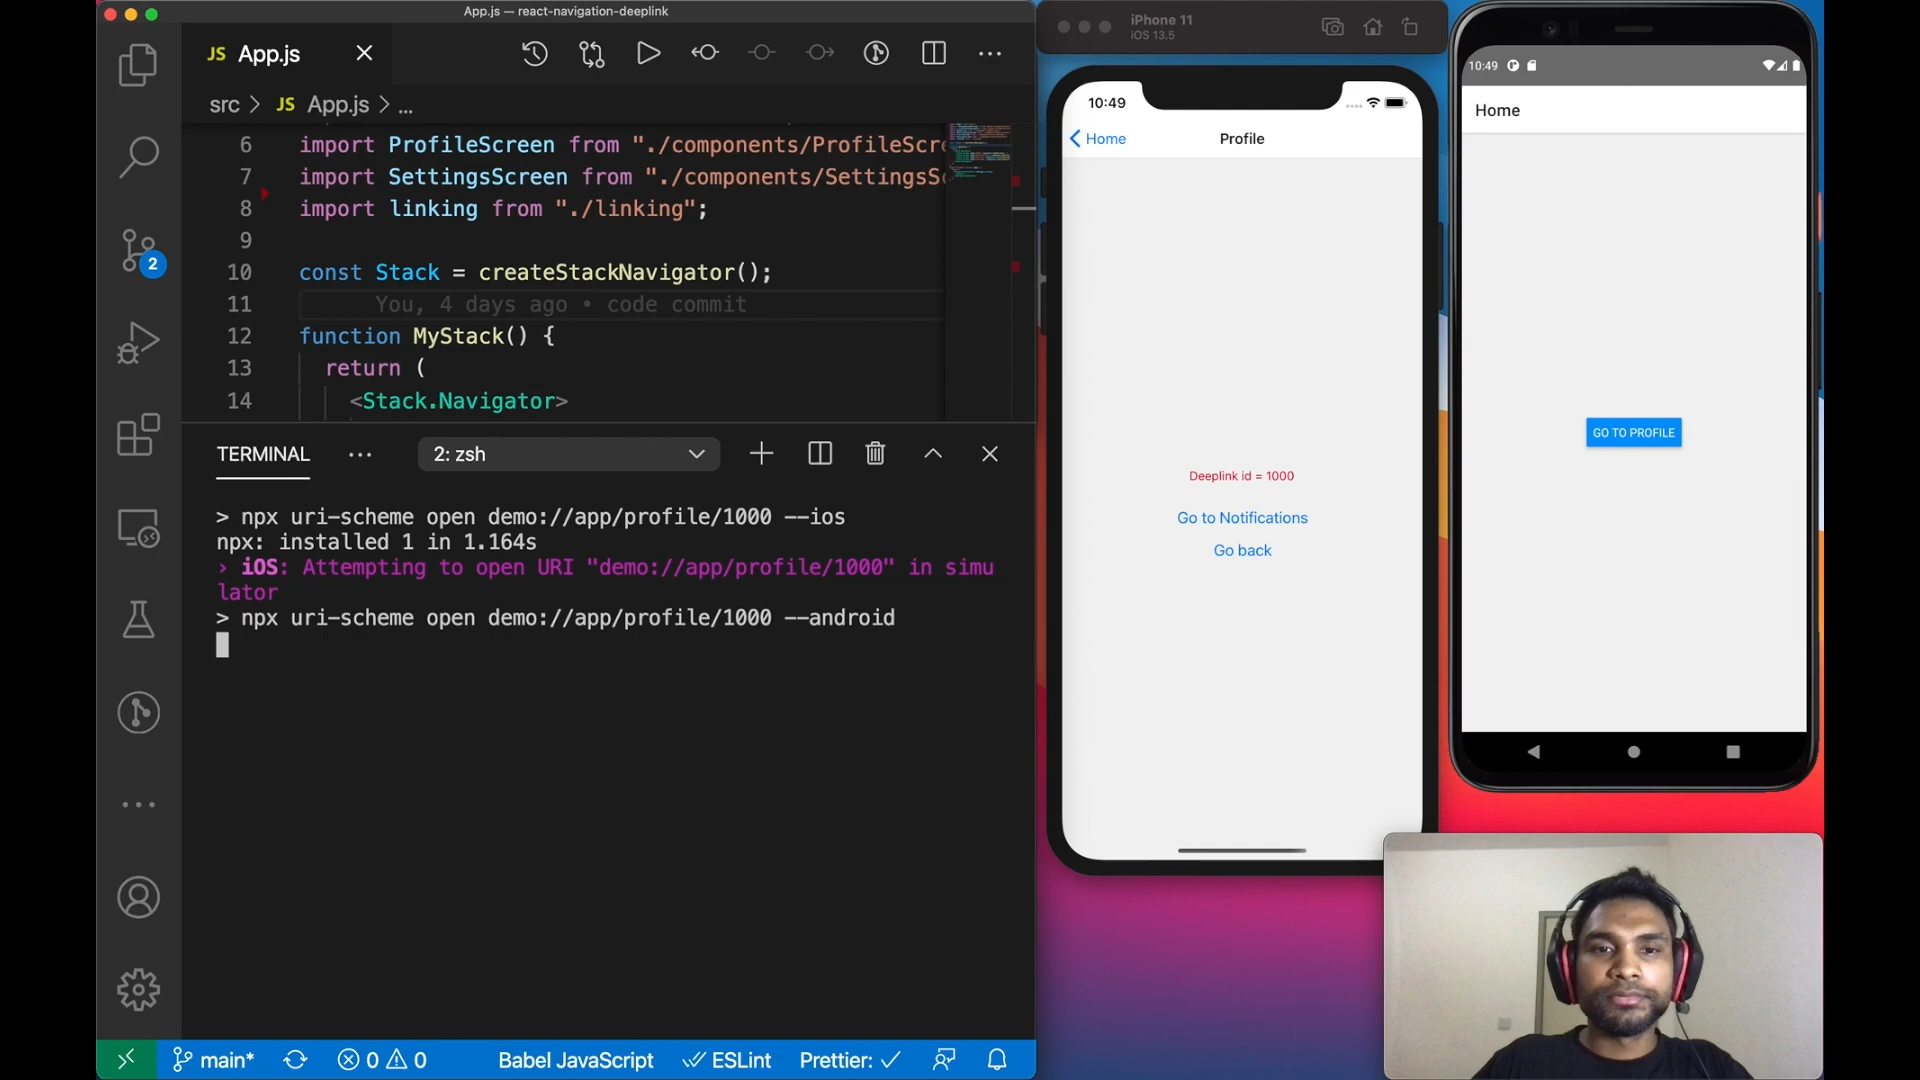 App.js — react-navigation-deeplink
JS App.js
src > JS App.js > ...
6 import ProfileScreen from "./components/ProfileScre
7 import SettingsScreen from "./components/SettingsSc
8 import linking from "./linking";
9
10 const Stack = createStackNavigator();
11 You, 4 days ago • code commit
12 function MyStack() {
13 return (
14 <Stack.Navigator>
2
TERMINAL
2: zsh
> npx uri-scheme open demo://app/profile/1000 --ios
npx: installed 1 in 1.164s
› iOS: Attempting to open URI "demo://app/profile/1000" in simu
lator
> npx uri-scheme open demo://app/profile/1000 --android
main* 0 0 Babel JavaScript ESLint Prettier: ✓
iPhone 11
iOS 13.5
10:49
Home Profile
Deeplink id = 1000
Go to Notifications
Go back
10:49
Home
GO TO PROFILE